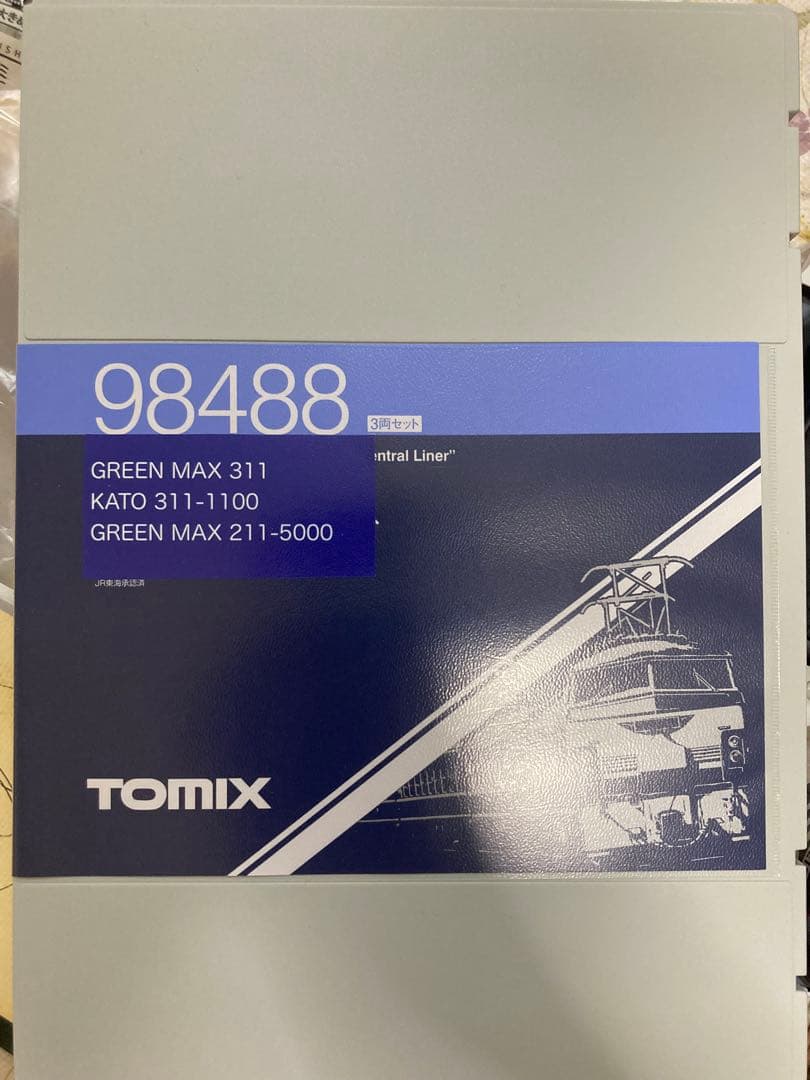 98488
3両セット
entral Liner”
GREEN MAX 311
KATO 311-1100
GREEN MAX 211-5000
JR東海承認済
TOMIX